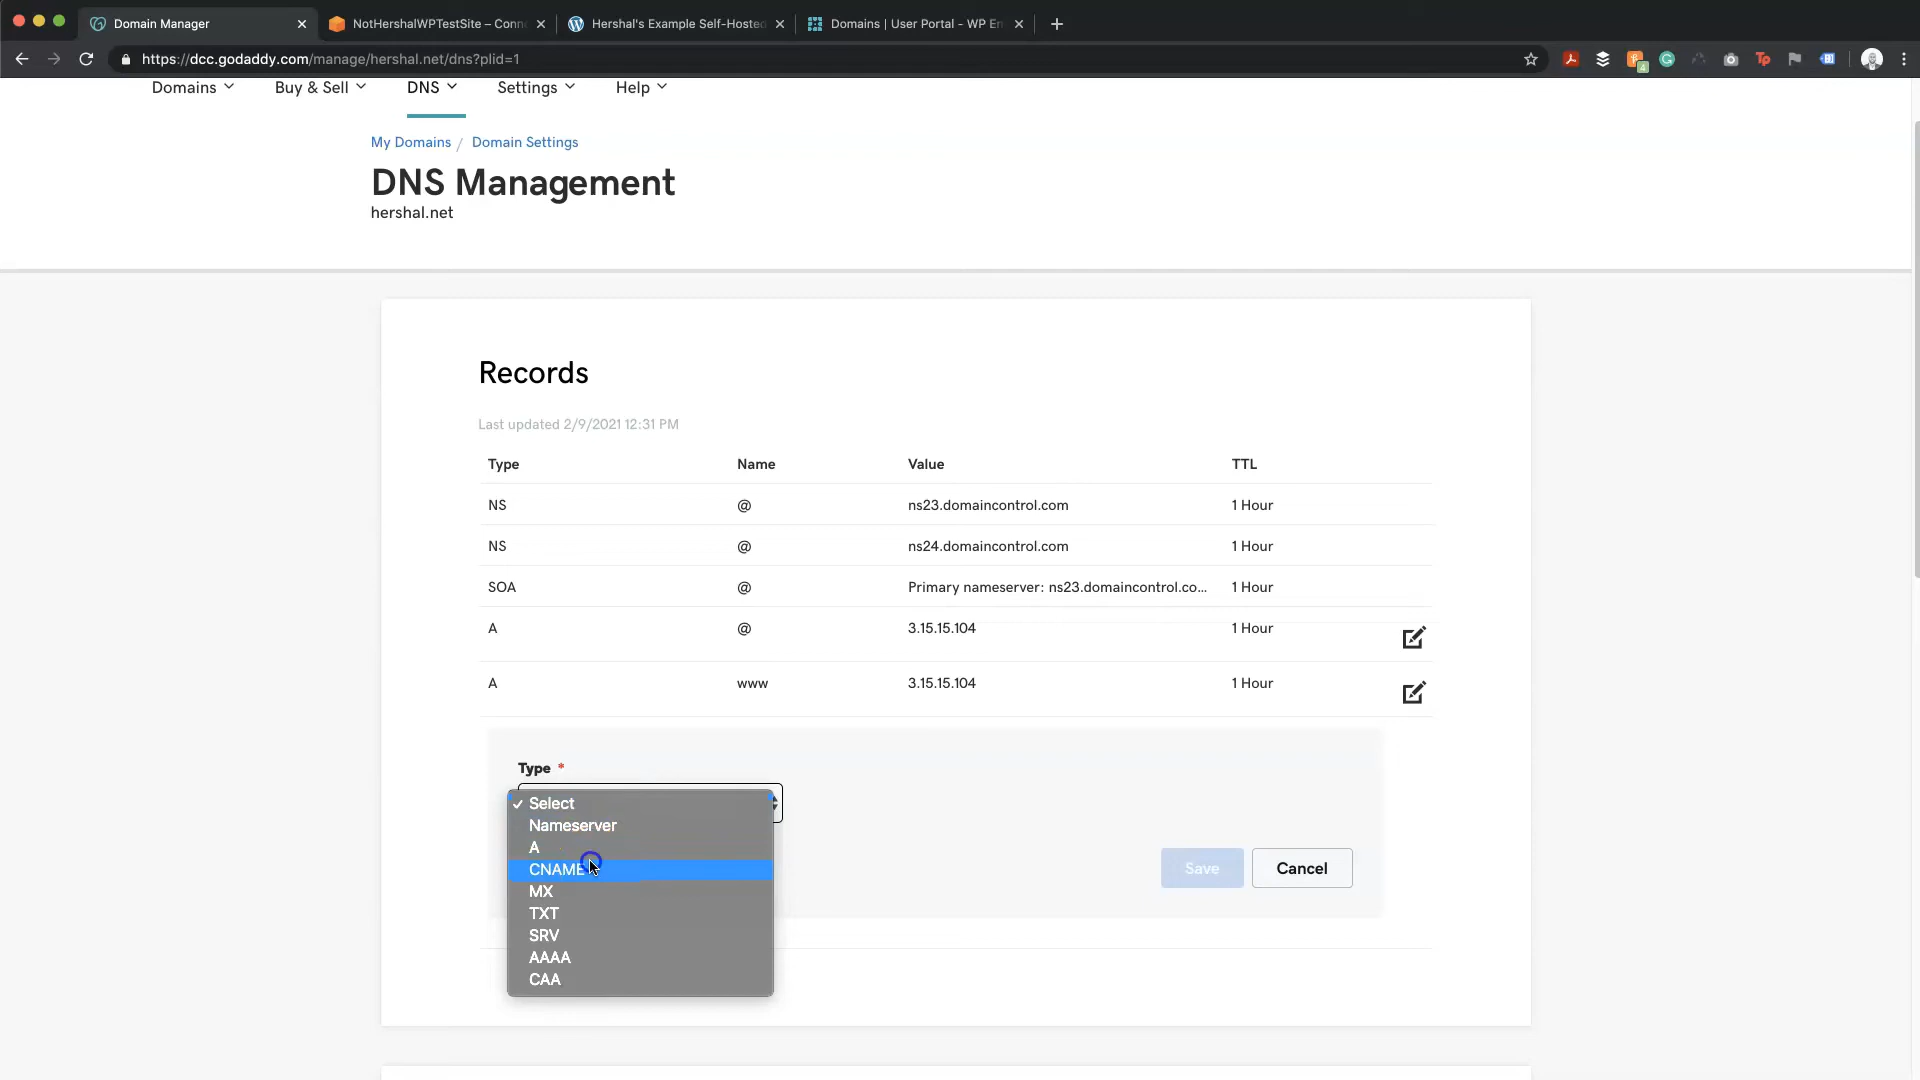 Domain Manager
NotHershalWPTestSite – Conn
Hershal's Example Self-Hosted
Domains | User Portal - WP En
https://dcc.godaddy.com/manage/hershal.net/dns?plid=1
4
Tp
Domains
Buy & Sell
DNS
Settings
Help
My Domains / Domain Settings
DNS Management
hershal.net
Records
Last updated 2/9/2021 12:31 PM
Type Name Value TTL
NS @ ns23.domaincontrol.com 1 Hour
NS @ ns24.domaincontrol.com 1 Hour
SOA @ Primary nameserver: ns23.domaincontrol.co... 1 Hour
A @ 3.15.15.104 1 Hour
A www 3.15.15.104 1 Hour
Type *
✓ Select
Nameserver
A
CNAME
MX
TXT
SRV
AAAA
CAA
Save
Cancel